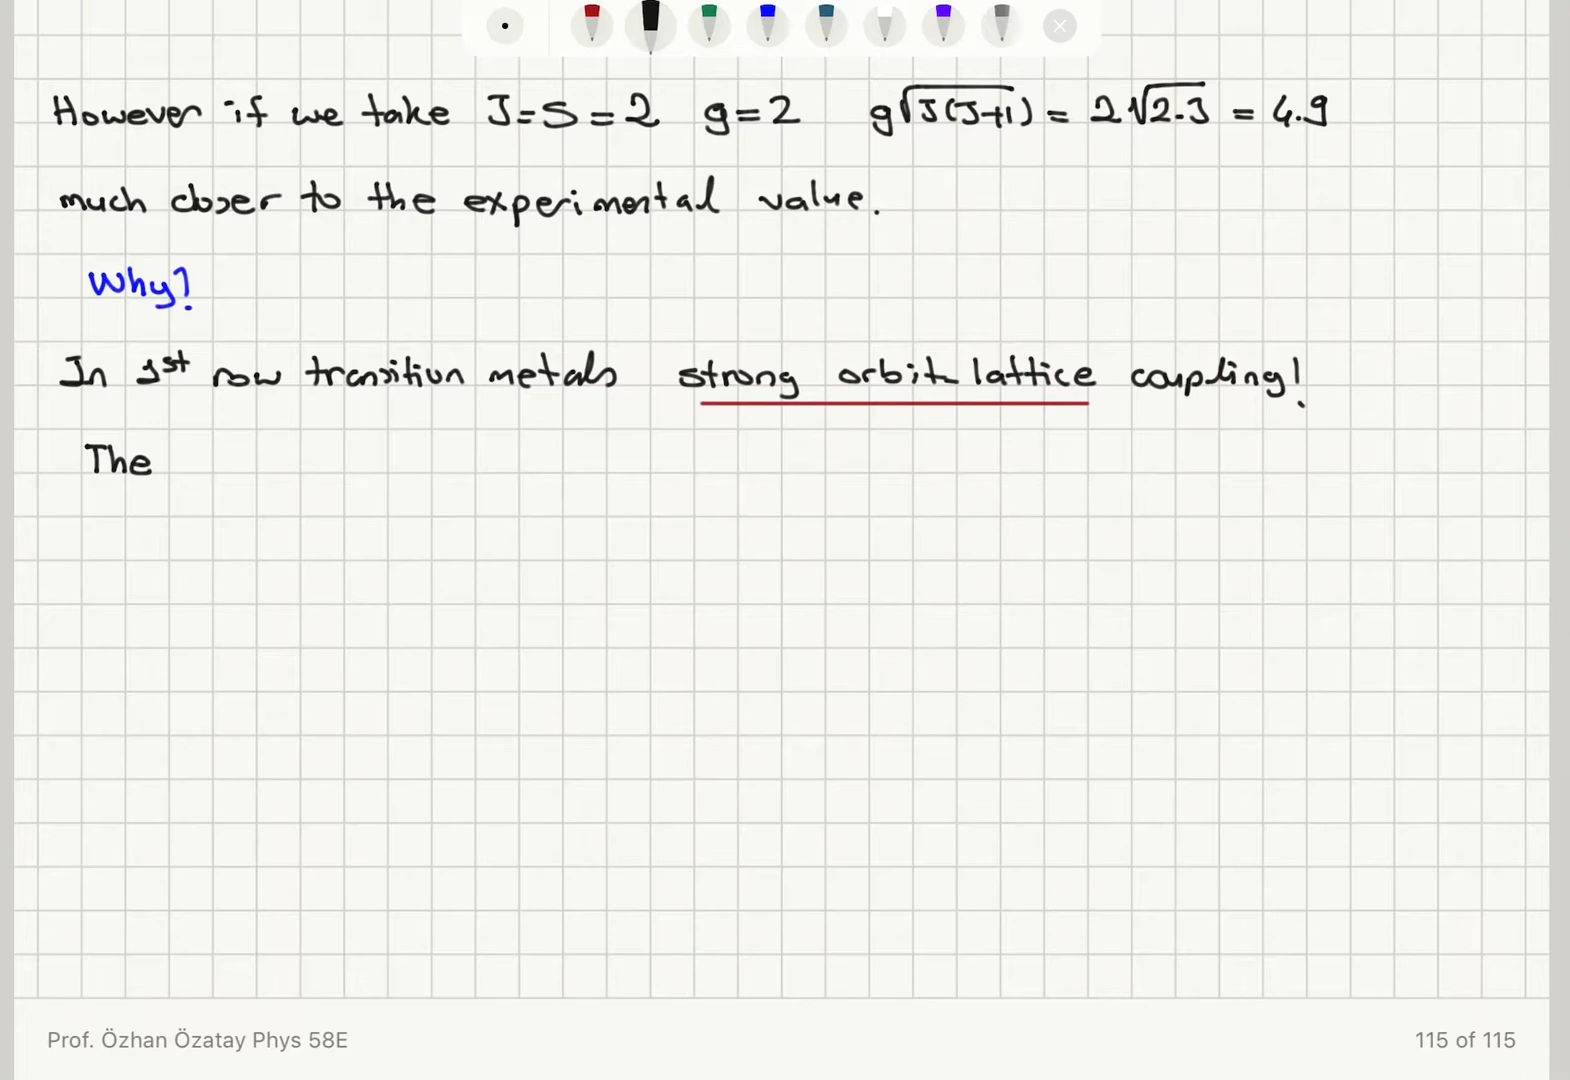 However if we take J=S=2 g=2 g√J(J+1) = 2√2.3 = 4.9
much closer to the experimental value.
Why?
In 1st row transition metals strong orbit lattice coupling!
The
Prof. Özhan Özatay Phys 58E
115 of 115